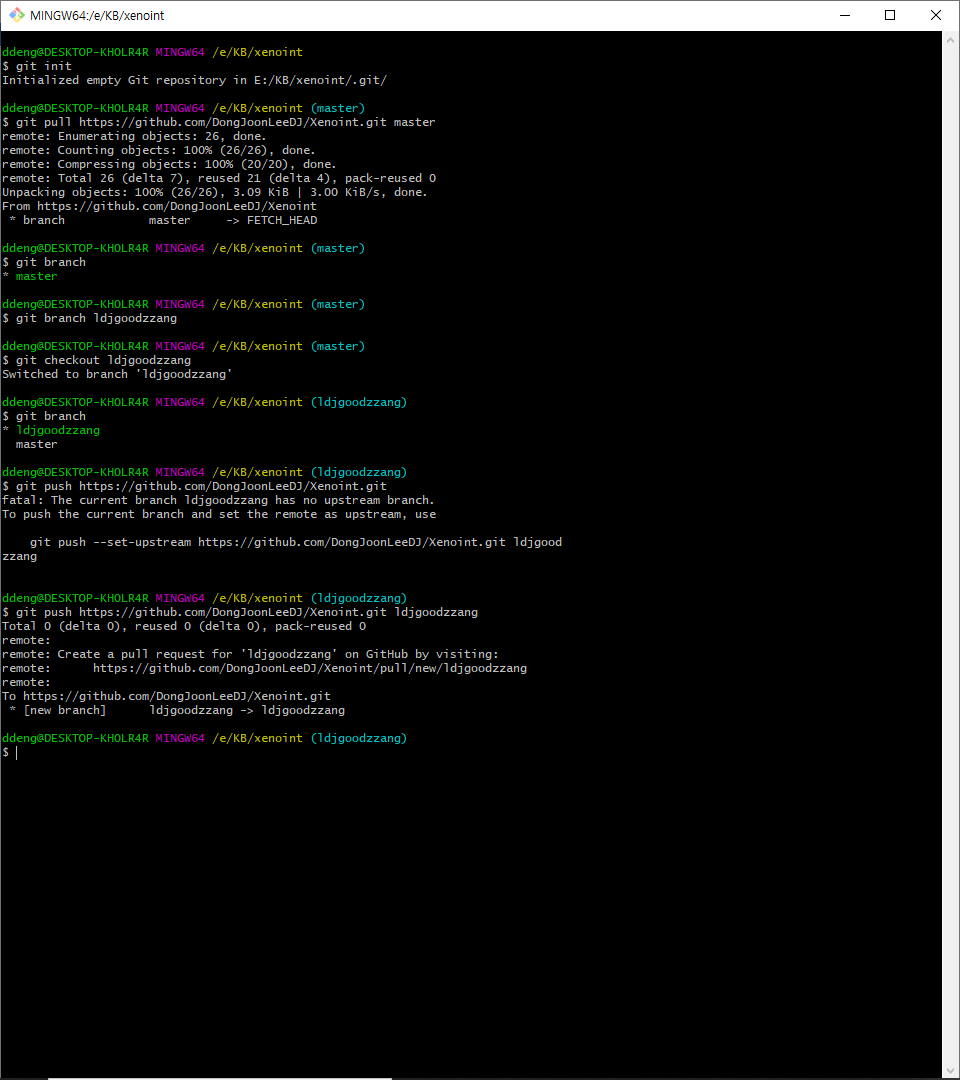 MINGW64:/e/KB/xenoint
ddeng@DESKTOP-KHOLR4R MINGW64 /e/KB/xenoint
$ git init
Initialized empty Git repository in E:/KB/xenoint/.git/
ddeng@DESKTOP-KHOLR4R MINGW64 /e/KB/xenoint (master)
$ git pull https://github.com/DongJoonLeeDJ/Xenoint.git master
remote: Enumerating objects: 26, done.
remote: Counting objects: 100% (26/26), done.
remote: Compressing objects: 100% (20/20), done.
remote: Total 26 (delta 7), reused 21 (delta 4), pack-reused 0
Unpacking objects: 100% (26/26), 3.09 KiB | 3.00 KiB/s, done.
From https://github.com/DongJoonLeeDJ/Xenoint
 * branch            master     -> FETCH_HEAD
ddeng@DESKTOP-KHOLR4R MINGW64 /e/KB/xenoint (master)
$ git branch
* master
ddeng@DESKTOP-KHOLR4R MINGW64 /e/KB/xenoint (master)
$ git branch ldjgoodzzang
ddeng@DESKTOP-KHOLR4R MINGW64 /e/KB/xenoint (master)
$ git checkout ldjgoodzzang
Switched to branch 'ldjgoodzzang'
ddeng@DESKTOP-KHOLR4R MINGW64 /e/KB/xenoint (ldjgoodzzang)
$ git branch
* ldjgoodzzang
  master
ddeng@DESKTOP-KHOLR4R MINGW64 /e/KB/xenoint (ldjgoodzzang)
$ git push https://github.com/DongJoonLeeDJ/Xenoint.git
fatal: The current branch ldjgoodzzang has no upstream branch.
To push the current branch and set the remote as upstream, use
    git push --set-upstream https://github.com/DongJoonLeeDJ/Xenoint.git ldjgood
zzang
ddeng@DESKTOP-KHOLR4R MINGW64 /e/KB/xenoint (ldjgoodzzang)
$ git push https://github.com/DongJoonLeeDJ/Xenoint.git ldjgoodzzang
Total 0 (delta 0), reused 0 (delta 0), pack-reused 0
remote:
remote: Create a pull request for 'ldjgoodzzang' on GitHub by visiting:
remote:      https://github.com/DongJoonLeeDJ/Xenoint/pull/new/ldjgoodzzang
remote:
To https://github.com/DongJoonLeeDJ/Xenoint.git
 * [new branch]      ldjgoodzzang -> ldjgoodzzang
ddeng@DESKTOP-KHOLR4R MINGW64 /e/KB/xenoint (ldjgoodzzang)
$